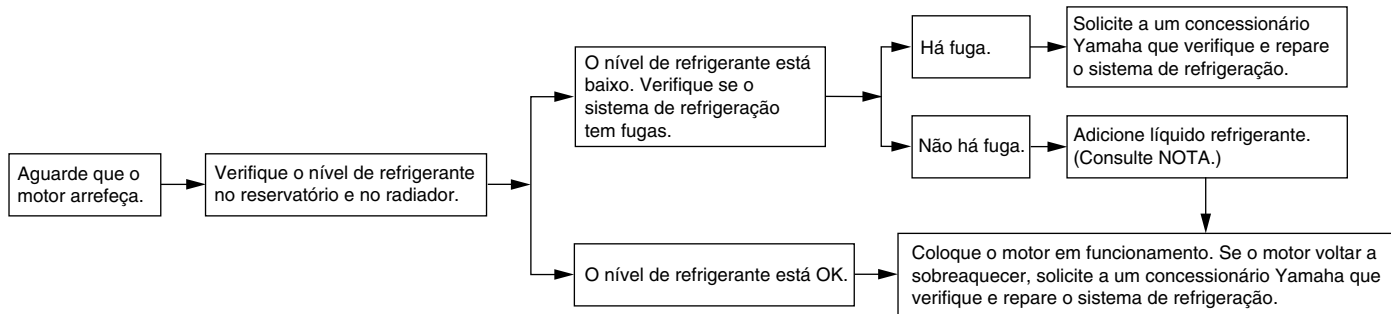 Aguarde que o
motor arrefeça.
Verifique o nível de refrigerante
no reservatório e no radiador.
O nível de refrigerante está
baixo. Verifique se o
sistema de refrigeração
tem fugas.
Há fuga.
Solicite a um concessionário
Yamaha que verifique e repare
o sistema de refrigeração.
Não há fuga.
Adicione líquido refrigerante.
(Consulte NOTA.)
O nível de refrigerante está OK.
Coloque o motor em funcionamento. Se o motor voltar a
sobreaquecer, solicite a um concessionário Yamaha que
verifique e repare o sistema de refrigeração.